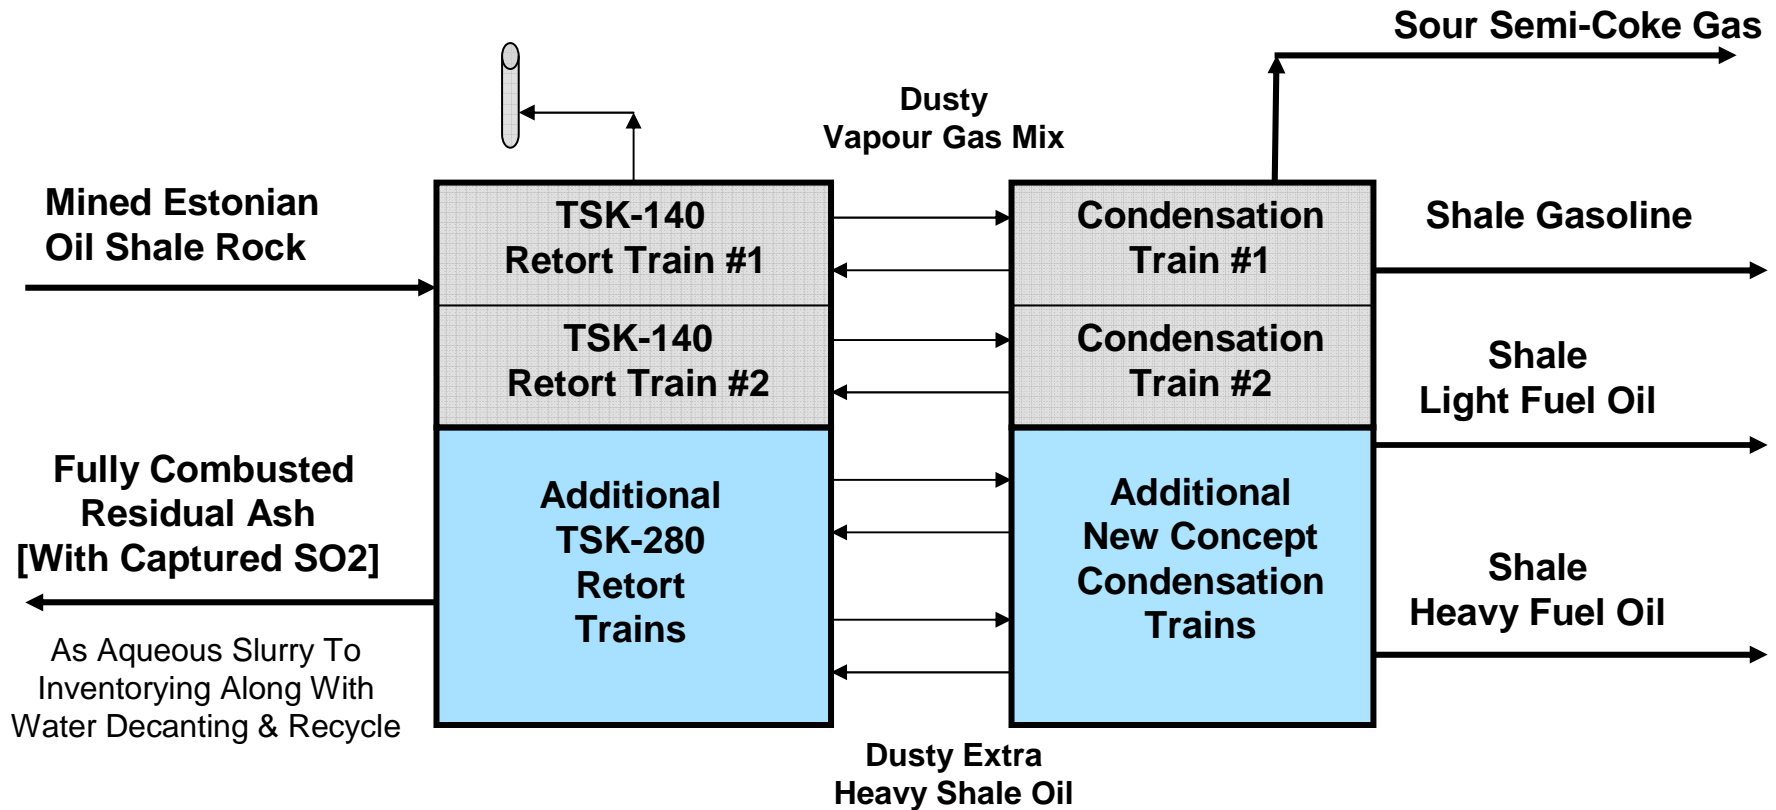 Sour Semi-Coke Gas
Dusty
Vapour Gas Mix
Mined Estonian
Oil Shale Rock
TSK-140
Retort Train #1
Condensation
Train #1
Shale Gasoline
TSK-140
Retort Train #2
Condensation
Train #2
Shale
Light Fuel Oil
Fully Combusted
Residual Ash
[With Captured SO2]
Additional
TSK-280
Retort
Trains
Additional
New Concept
Condensation
Trains
Shale
Heavy Fuel Oil
As Aqueous Slurry To
Inventorying Along With
Water Decanting & Recycle
Dusty Extra
Heavy Shale Oil